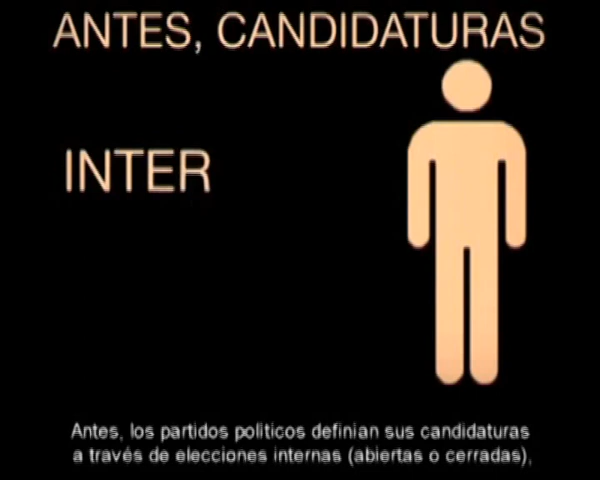 ANTES, CANDIDATURAS
INTER
Antes, los partidos politicos definian sus candidaturas
a través de elecciones internas (abiertas o cerradas),